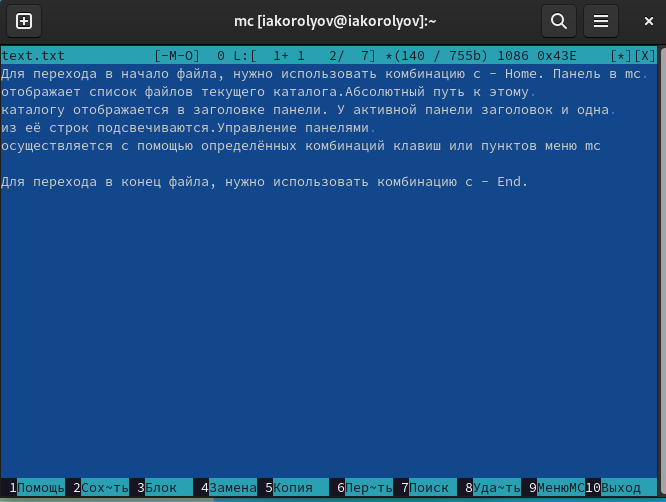 mc [iakorolyov@iakorolyov]:~
text.txt [-M-O] 0 L:[ 1+ 1 2/ 7] *(140 / 755b) 1086 0x43E [*][X]
Для перехода в начало файла, нужно использовать комбинацию c - Home. Панель в mc.
отображает список файлов текущего каталога.Абсолютный путь к этому.
каталогу отображается в заголовке панели. У активной панели заголовок и одна.
из её строк подсвечиваются.Управление панелями.
осуществляется с помощью определённых комбинаций клавиш или пунктов меню mc
Для перехода в конец файла, нужно использовать комбинацию c - End.
1Помощь 2Сох~ть 3Блок 4Замена 5Копия 6Пер~ть 7Поиск 8Уда~ть 9МенюMC 10Выход